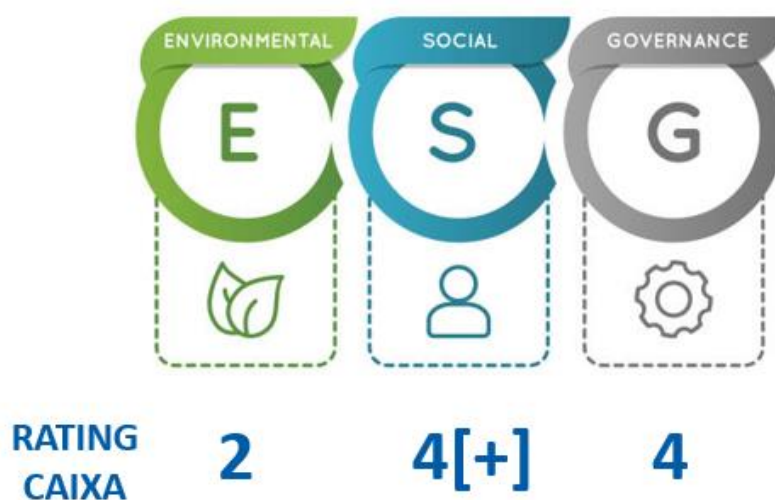 ENVIRONMENTAL SOCIAL GOVERNANCE
E S G
RATING
CAIXA
2 4[+] 4